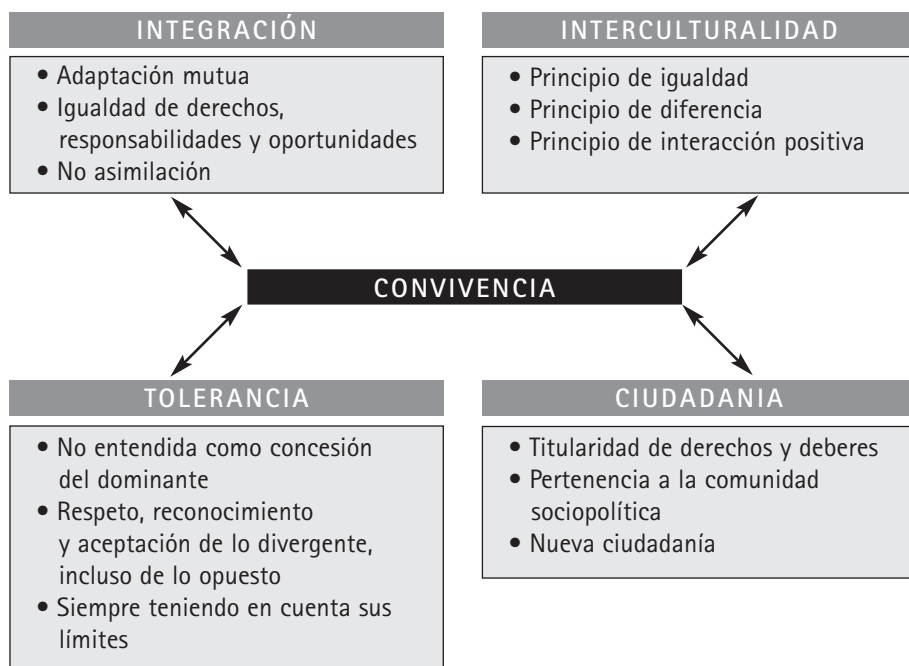 INTEGRACIÓN
• Adaptación mutua
• Igualdad de derechos,
responsabilidades y oportunidades
• No asimilación
INTERCULTURALIDAD
• Principio de igualdad
• Principio de diferencia
• Principio de interacción positiva
CONVIVENCIA
TOLERANCIA
• No entendida como concesión
del dominante
• Respeto, reconocimiento
y aceptación de lo divergente,
incluso de lo opuesto
• Siempre teniendo en cuenta sus
límites
CIUDADANIA
• Titularidad de derechos y deberes
• Pertenencia a la comunidad
sociopolítica
• Nueva ciudadanía